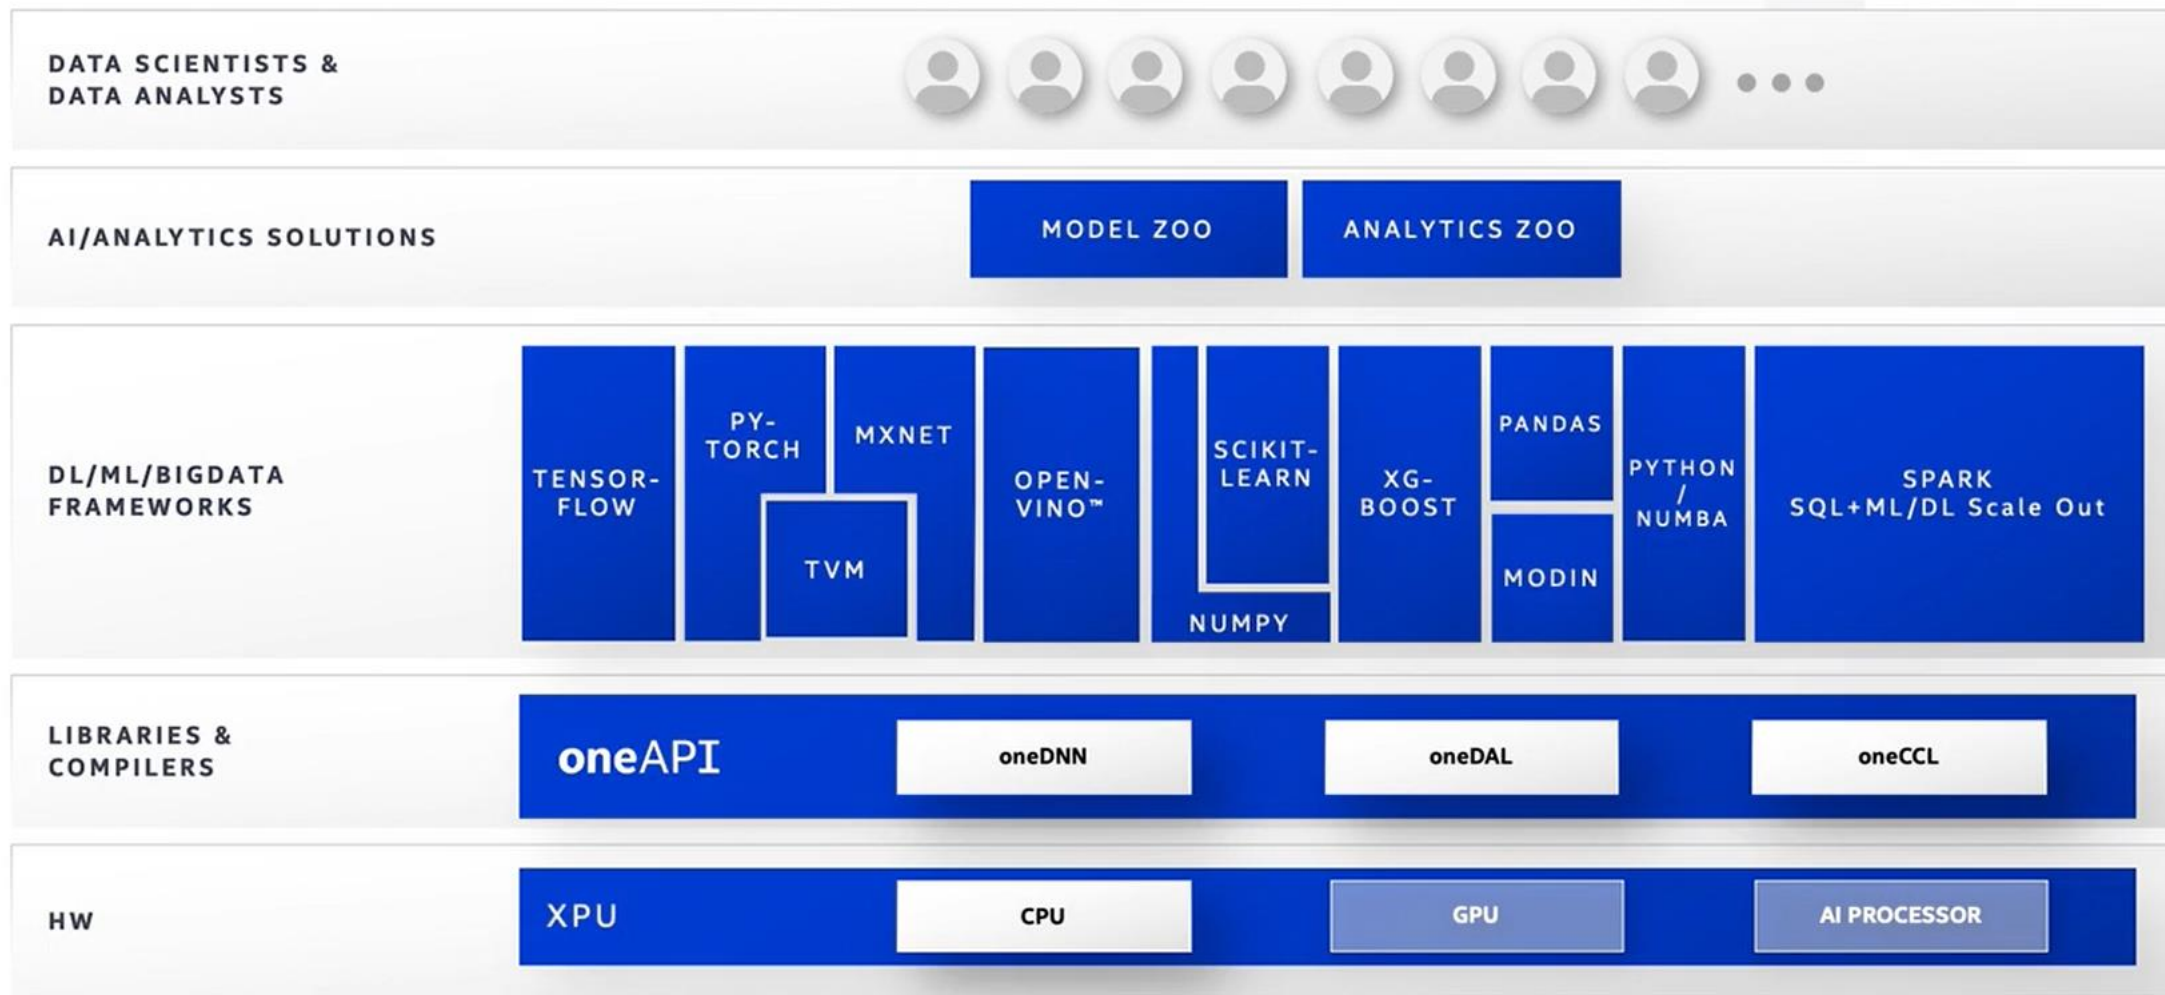 DATA SCIENTISTS &
DATA ANALYSTS
AI/ANALYTICS SOLUTIONS
MODEL ZOO
ANALYTICS ZOO
DL/ML/BIGDATA
FRAMEWORKS
TENSOR-
FLOW
PY-
TORCH
MXNET
TVM
OPEN-
VINO™
SCIKIT-
LEARN
NUMPY
XG-
BOOST
PANDAS
MODIN
PYTHON
/
NUMBA
SPARK
SQL+ML/DL Scale Out
LIBRARIES &
COMPILERS
oneAPI
oneDNN
oneDAL
oneCCL
HW
XPU
CPU
GPU
AI PROCESSOR